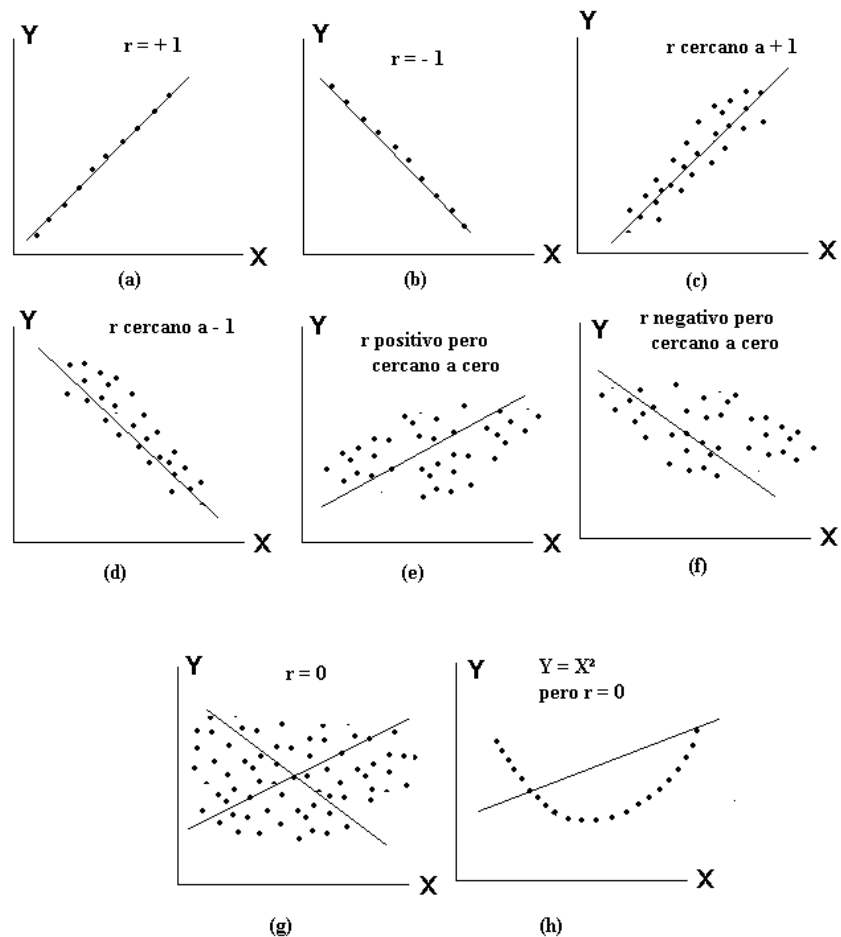 Y
r = + 1
X
(a)
Y
r = - 1
X
(b)
Y
r cercano a + 1
X
(c)
Y
r cercano a - 1
X
(d)
Y
r positivo pero
cercano a cero
X
(e)
Y
r negativo pero
cercano a cero
X
(f)
Y
r = 0
X
(g)
Y
Y = X²
pero r = 0
X
(h)